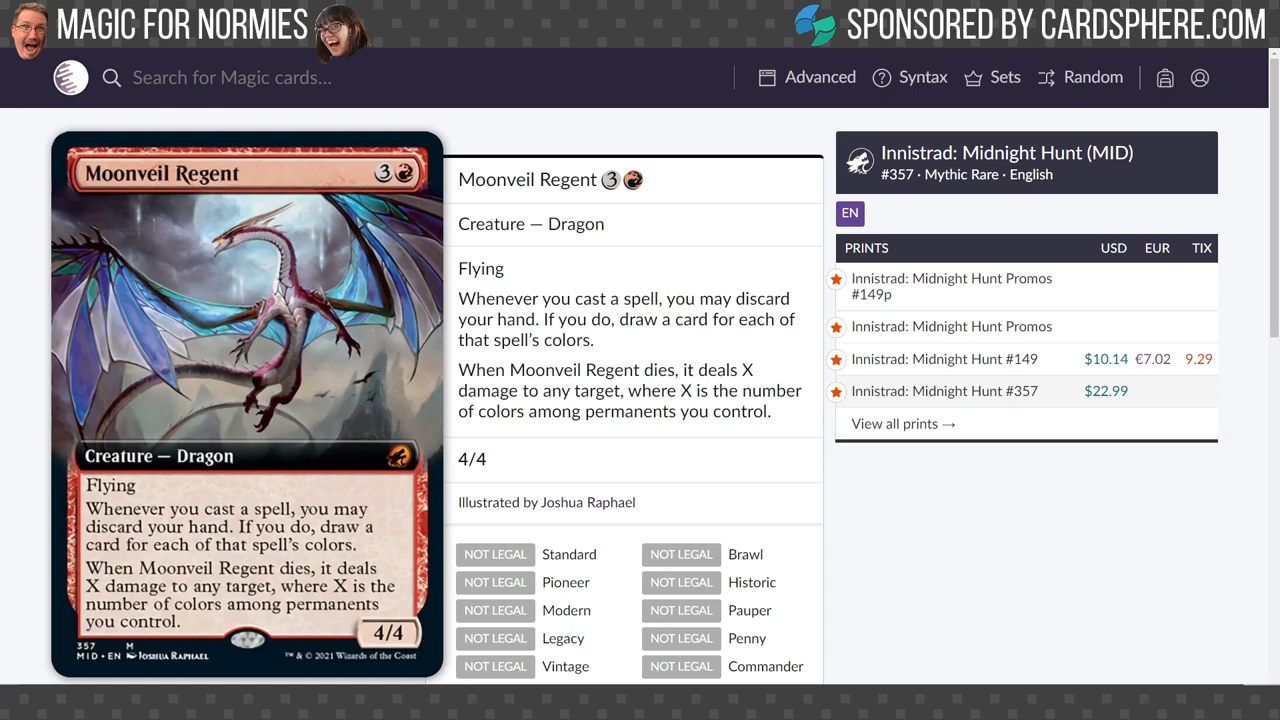 MAGIC FOR NORMIES
SPONSORED BY CARDSPHERE.COM
Search for Magic cards...
Advanced
Syntax
Sets
Random
Moonveil Regent 3
Creature — Dragon
Flying
Whenever you cast a spell, you may
discard your hand. If you do, draw a
card for each of that spell's colors.
When Moonveil Regent dies, it deals
X damage to any target, where X is the
number of colors among permanents
you control.
4/4
357 M
MID • EN Joshua Raphael
™ & © 2021 Wizards of the Coast
Moonveil Regent 3
Creature — Dragon
Flying
Whenever you cast a spell, you may discard
your hand. If you do, draw a card for each of
that spell's colors.
When Moonveil Regent dies, it deals X
damage to any target, where X is the number
of colors among permanents you control.
4/4
Illustrated by Joshua Raphael
NOT LEGAL Standard NOT LEGAL Brawl
NOT LEGAL Pioneer NOT LEGAL Historic
NOT LEGAL Modern NOT LEGAL Pauper
NOT LEGAL Legacy NOT LEGAL Penny
NOT LEGAL Vintage NOT LEGAL Commander
Innistrad: Midnight Hunt (MID)
#357 · Mythic Rare · English
EN
PRINTS USD EUR TIX
Innistrad: Midnight Hunt Promos
#149p
Innistrad: Midnight Hunt Promos
Innistrad: Midnight Hunt #149 $10.14 €7.02 9.29
Innistrad: Midnight Hunt #357 $22.99
View all prints →